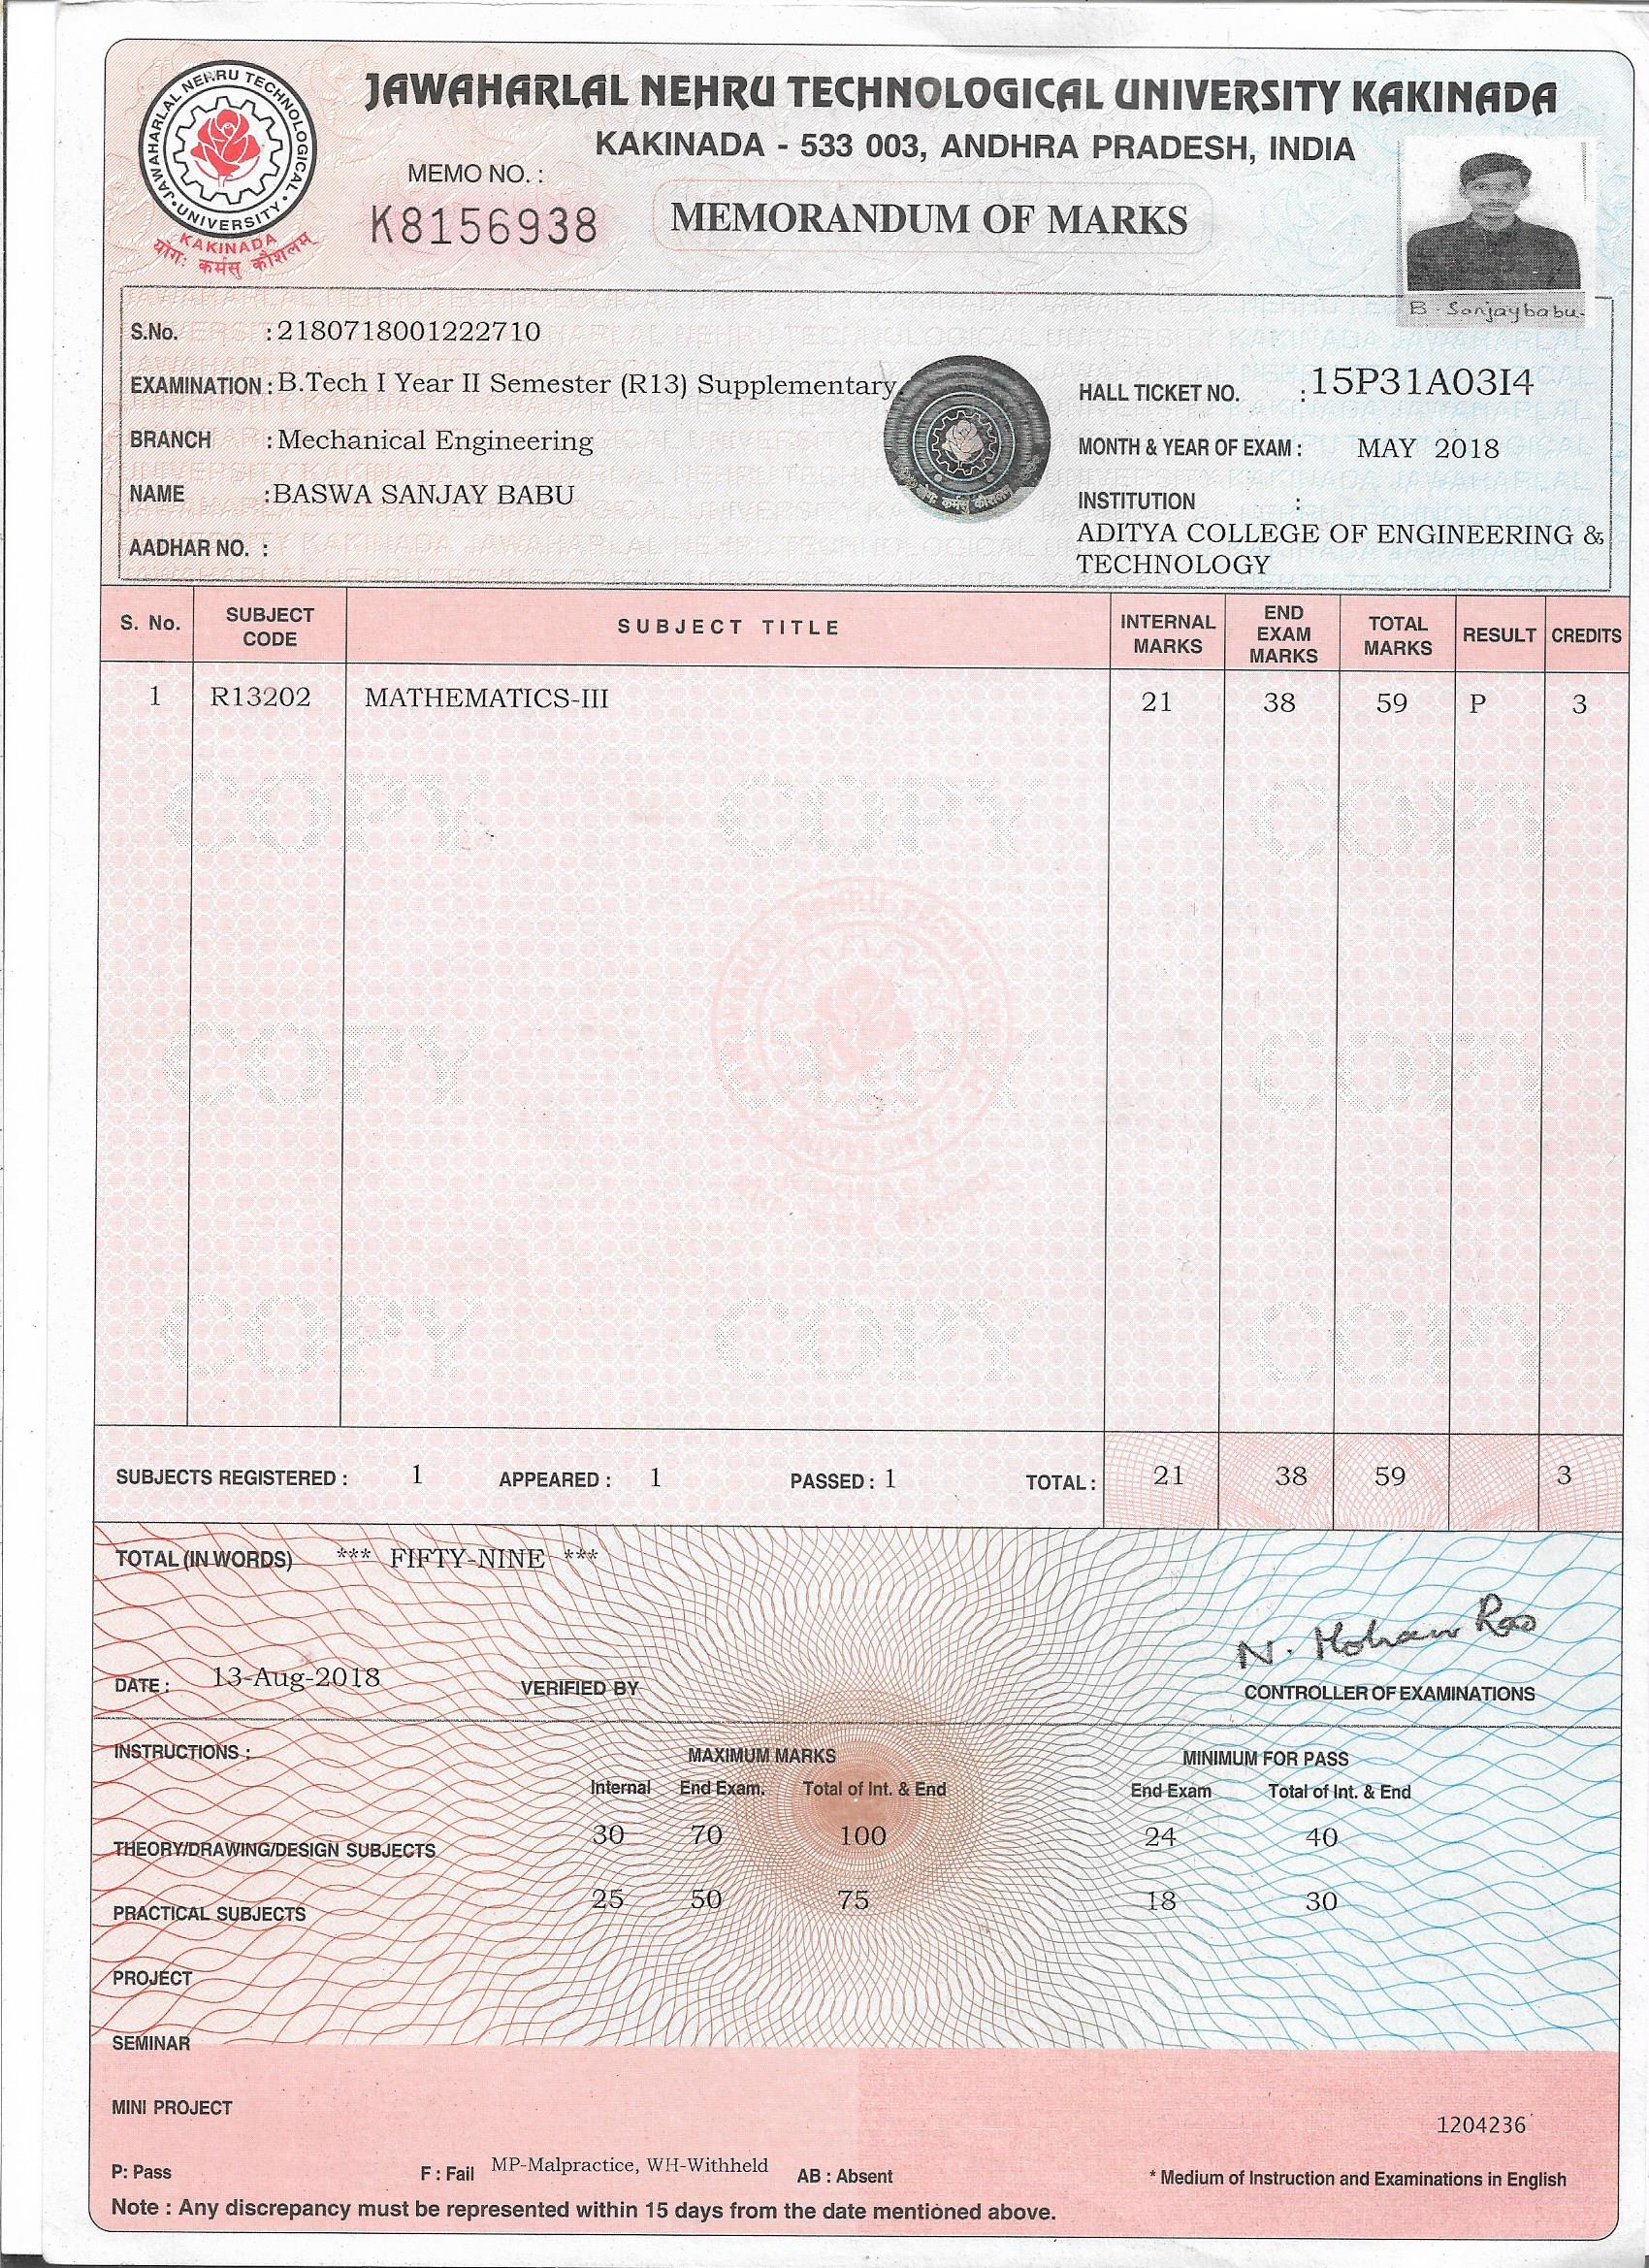 JAWAHARLAL NEHRU TECHNOLOGICAL UNIVERSITY KAKINADA
KAKINADA - 533 003, ANDHRA PRADESH, INDIA
JAWAHARLAL NEHRU TECHNOLOGICAL
UNIVERSITY
KAKINADA
योगः कर्मसु कौशलम्
MEMO NO. :
K8156938
MEMORANDUM OF MARKS
B. Sanjaybabu.
S.No. : 2180718001222710
EXAMINATION : B.Tech I Year II Semester (R13) Supplementary
HALL TICKET NO. : 15P31A03I4
BRANCH : Mechanical Engineering
MONTH & YEAR OF EXAM : MAY 2018
NAME : BASWA SANJAY BABU
INSTITUTION :
ADITYA COLLEGE OF ENGINEERING &
TECHNOLOGY
AADHAR NO. :
S. No. SUBJECT CODE SUBJECT TITLE INTERNAL MARKS END EXAM MARKS TOTAL MARKS RESULT CREDITS
1 R13202 MATHEMATICS-III 21 38 59 P 3
COPY COPY COPY
COPY COPY COPY
COPY COPY COPY
SUBJECTS REGISTERED : 1 APPEARED : 1 PASSED : 1 TOTAL : 21 38 59 3
TOTAL (IN WORDS) *** FIFTY-NINE ***
N. Mohan Rao
DATE : 13-Aug-2018 VERIFIED BY CONTROLLER OF EXAMINATIONS
INSTRUCTIONS : MAXIMUM MARKS MINIMUM FOR PASS
Internal End Exam. Total of Int. & End End Exam Total of Int. & End
THEORY/DRAWING/DESIGN SUBJECTS 30 70 100 24 40
PRACTICAL SUBJECTS 25 50 75 18 30
PROJECT
SEMINAR
MINI PROJECT
1204236
P: Pass F : Fail MP-Malpractice, WH-Withheld AB : Absent * Medium of Instruction and Examinations in English
Note : Any discrepancy must be represented within 15 days from the date mentioned above.